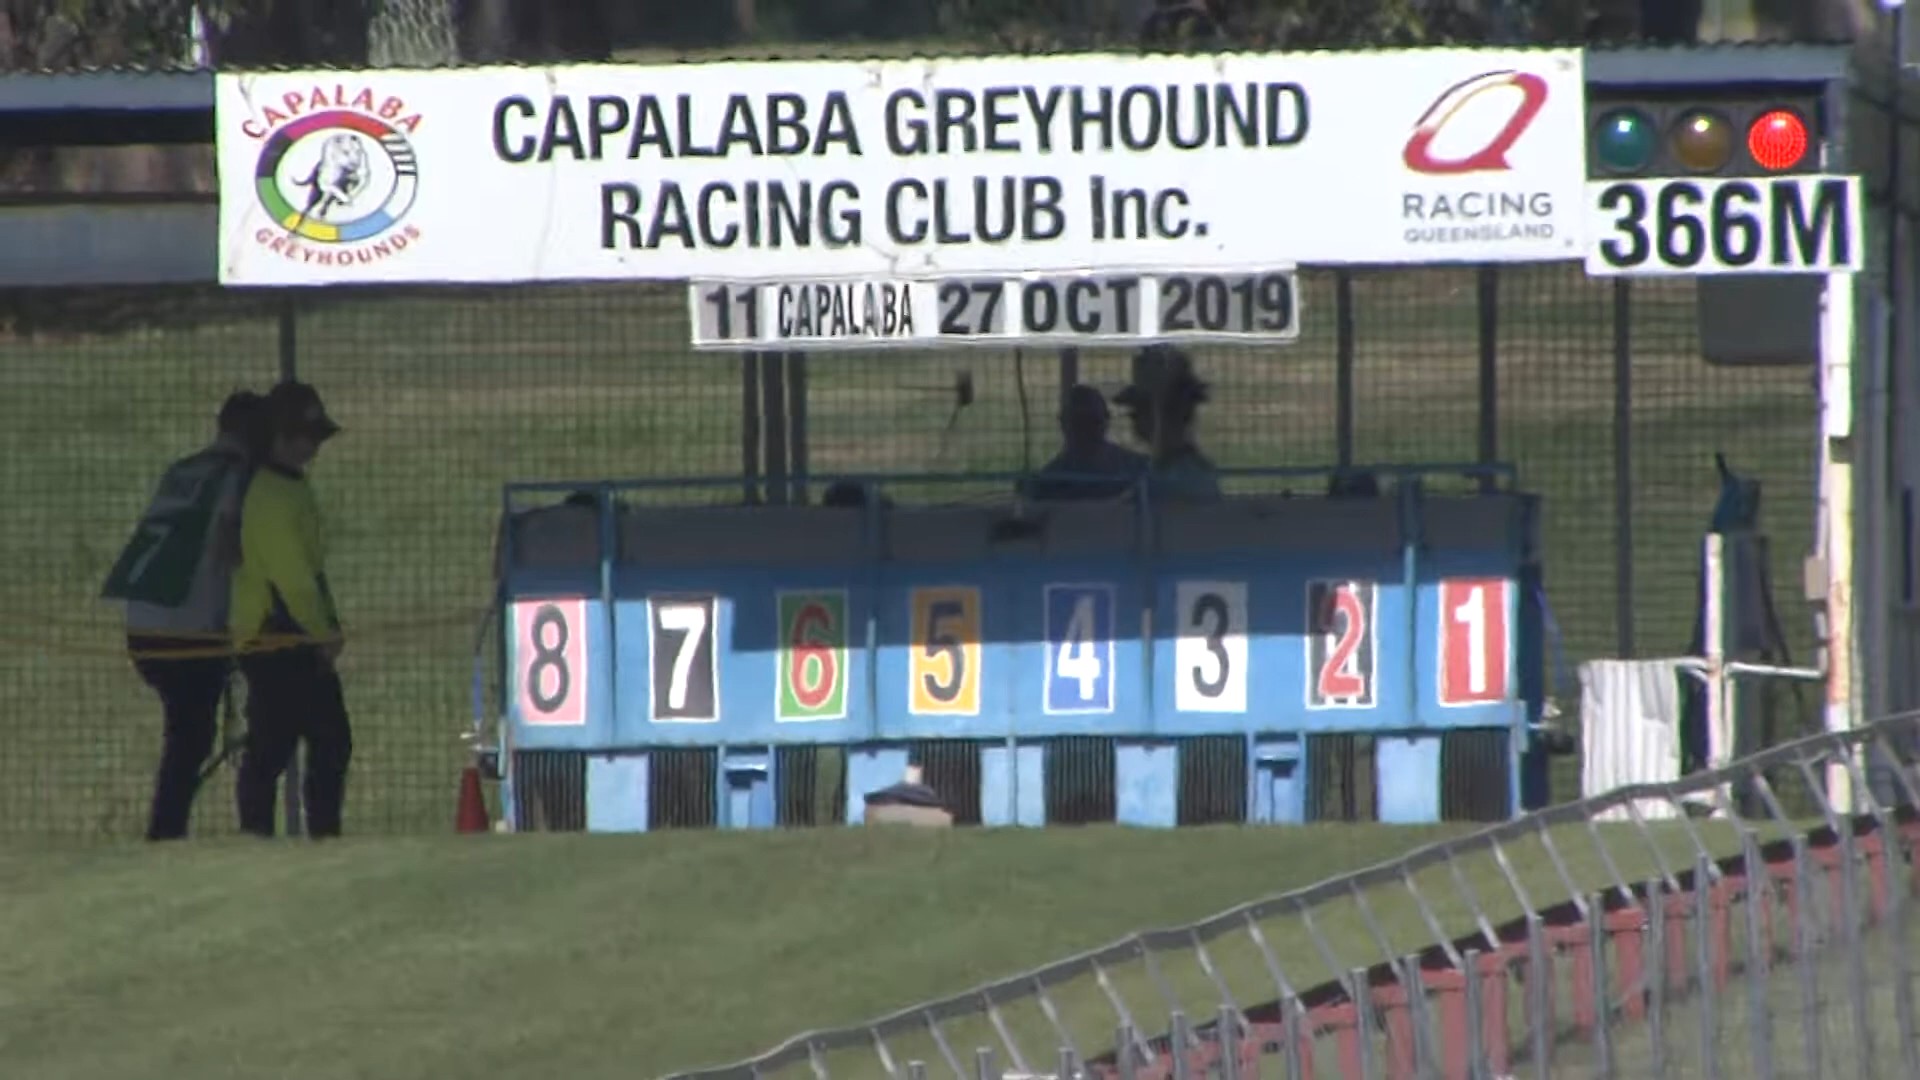 CAPALABA
GREYHOUNDS
CAPALABA GREYHOUND
RACING CLUB Inc.
RACING
QUEENSLAND
366M
11 CAPALABA 27 OCT 2019
7
8 7 6 5 4 3 2 1